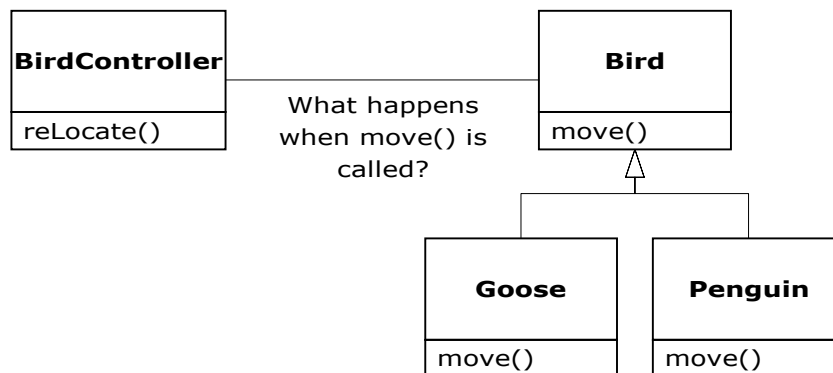 BirdController
Bird
reLocate()
What happens
when move() is
called?
move()
Goose
Penguin
move()
move()